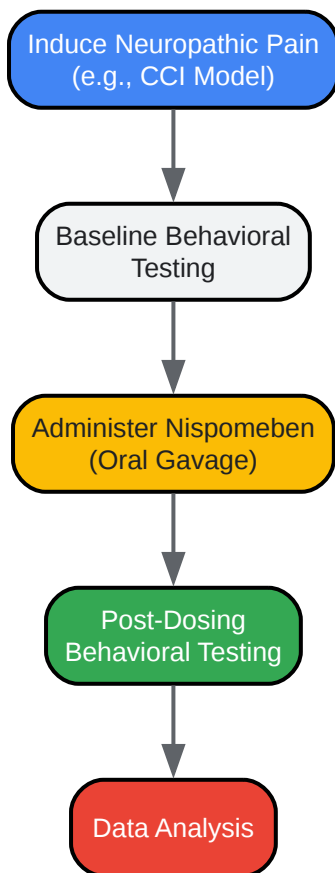 Induce Neuropathic Pain
(e.g., CCI Model)
Baseline Behavioral
Testing
Administer Nispomeben
(Oral Gavage)
Post-Dosing
Behavioral Testing
Data Analysis